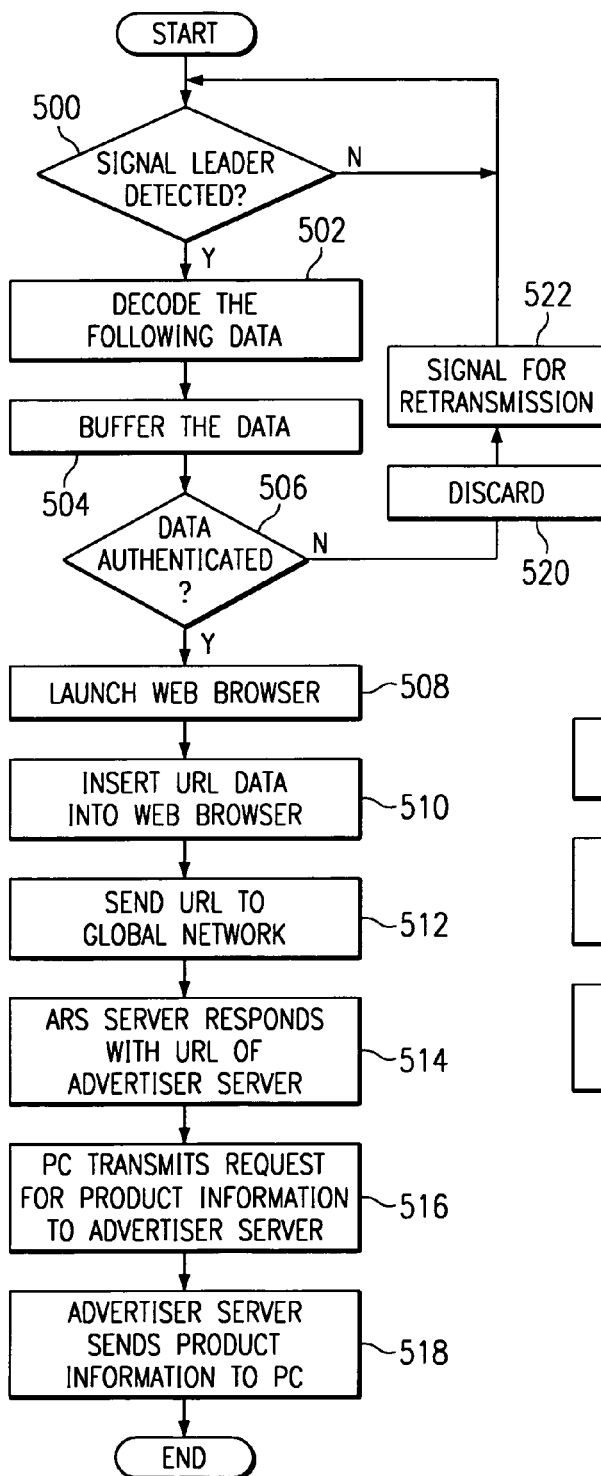 START
500
SIGNAL LEADER
DETECTED?
N
Y
502
DECODE THE
FOLLOWING DATA
522
SIGNAL FOR
RETRANSMISSION
BUFFER THE DATA
504
506
DISCARD
520
DATA
AUTHENTICATED
?
N
Y
LAUNCH WEB BROWSER
508
INSERT URL DATA
INTO WEB BROWSER
510
SEND URL TO
GLOBAL NETWORK
512
ARS SERVER RESPONDS
WITH URL OF
ADVERTISER SERVER
514
PC TRANSMITS REQUEST
FOR PRODUCT INFORMATION
TO ADVERTISER SERVER
516
ADVERTISER SERVER
SENDS PRODUCT
INFORMATION TO PC
518
END